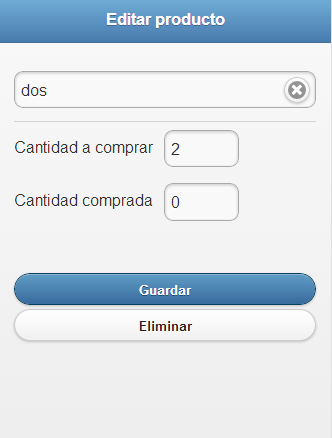 Editar producto
dos
Cantidad a comprar 2
Cantidad comprada 0
Guardar
Eliminar